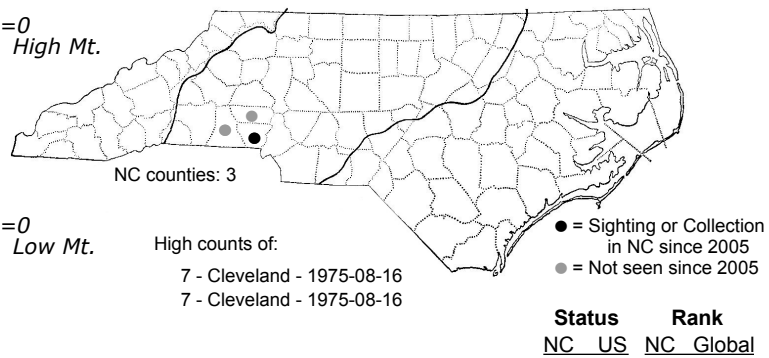 =0
High Mt.
NC counties: 3
=0
Low Mt.
High counts of:
7 - Cleveland - 1975-08-16
7 - Cleveland - 1975-08-16
● = Sighting or Collection
in NC since 2005
● = Not seen since 2005
Status Rank
NC US NC Global